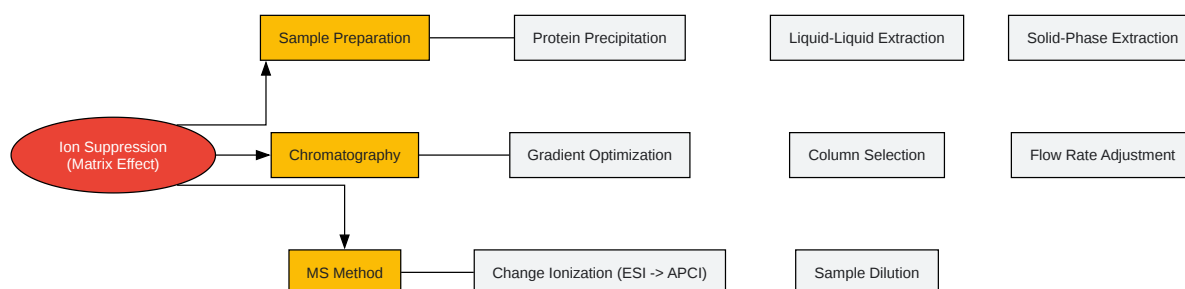 Sample Preparation
Protein Precipitation
Liquid-Liquid Extraction
Solid-Phase Extraction
Ion Suppression
(Matrix Effect)
Chromatography
Gradient Optimization
Column Selection
Flow Rate Adjustment
MS Method
Change Ionization (ESI -> APCI)
Sample Dilution